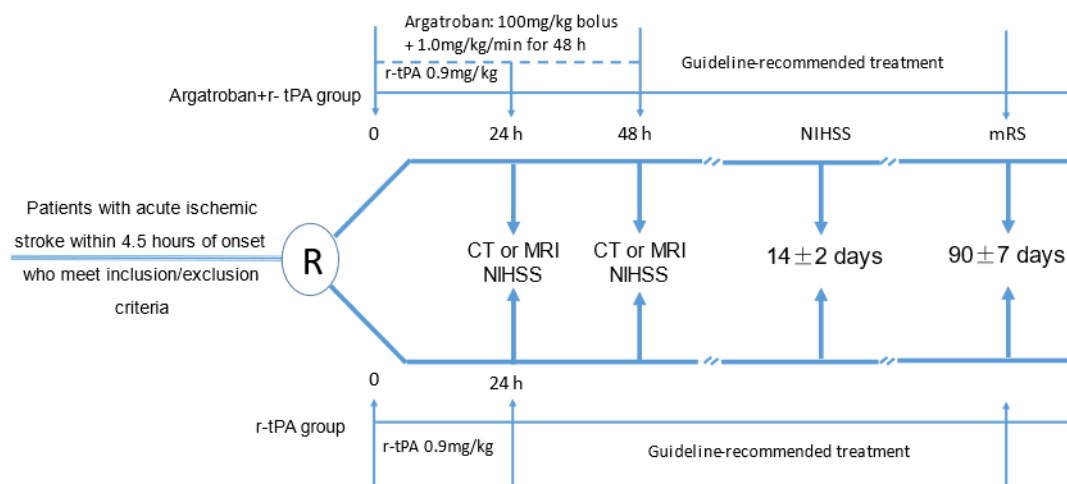 Argatroban: 100mg/kg bolus
+ 1.0mg/kg/min for 48 h
r-tPA 0.9mg/kg
Guideline-recommended treatment
Argatroban+r- tPA group
0
24 h
48 h
NIHSS
mRS
Patients with acute ischemic
stroke within 4.5 hours of onset
who meet inclusion/exclusion
criteria
R
CT or MRI
NIHSS
CT or MRI
NIHSS
14±2 days
90±7 days
0
24 h
r-tPA group
r-tPA 0.9mg/kg
Guideline-recommended treatment